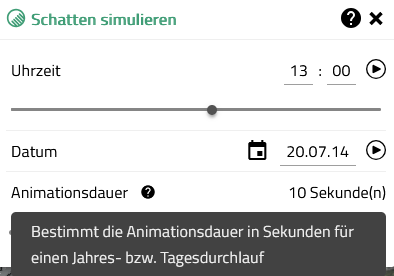 Schatten simulieren
Uhrzeit 13 : 00
Datum 20.07.14
Animationsdauer 10 Sekunde(n)
Bestimmt die Animationsdauer in Sekunden für
einen Jahres- bzw. Tagesdurchlauf